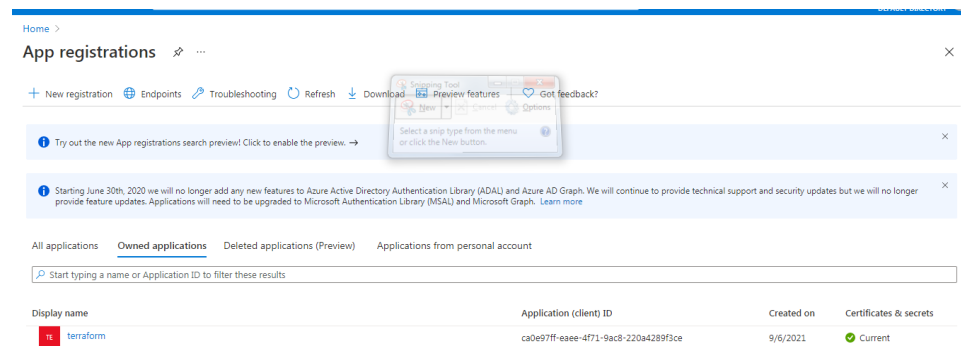 Home >
App registrations
+ New registration Endpoints Troubleshooting Refresh Download Preview features Got feedback?
Snipping Tool
New Cancel Options
Select a snip type from the menu
or click the New button.
Try out the new App registrations search preview! Click to enable the preview. →
Starting June 30th, 2020 we will no longer add any new features to Azure Active Directory Authentication Library (ADAL) and Azure AD Graph. We will continue to provide technical support and security updates but we will no longer
provide feature updates. Applications will need to be upgraded to Microsoft Authentication Library (MSAL) and Microsoft Graph. Learn more
All applications Owned applications Deleted applications (Preview) Applications from personal account
Start typing a name or Application ID to filter these results
Display name Application (client) ID Created on Certificates & secrets
TE terraform ca0e97ff-eaee-4f71-9ac8-220a4289f3ce 9/6/2021 Current